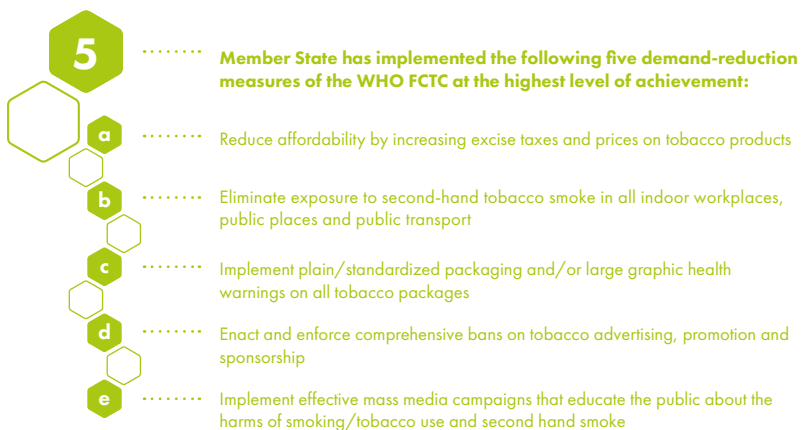 5
Member State has implemented the following five demand-reduction
measures of the WHO FCTC at the highest level of achievement:
a
Reduce affordability by increasing excise taxes and prices on tobacco products
b
Eliminate exposure to second-hand tobacco smoke in all indoor workplaces,
public places and public transport
c
Implement plain/standardized packaging and/or large graphic health
warnings on all tobacco packages
d
Enact and enforce comprehensive bans on tobacco advertising, promotion and
sponsorship
e
Implement effective mass media campaigns that educate the public about the
harms of smoking/tobacco use and second hand smoke